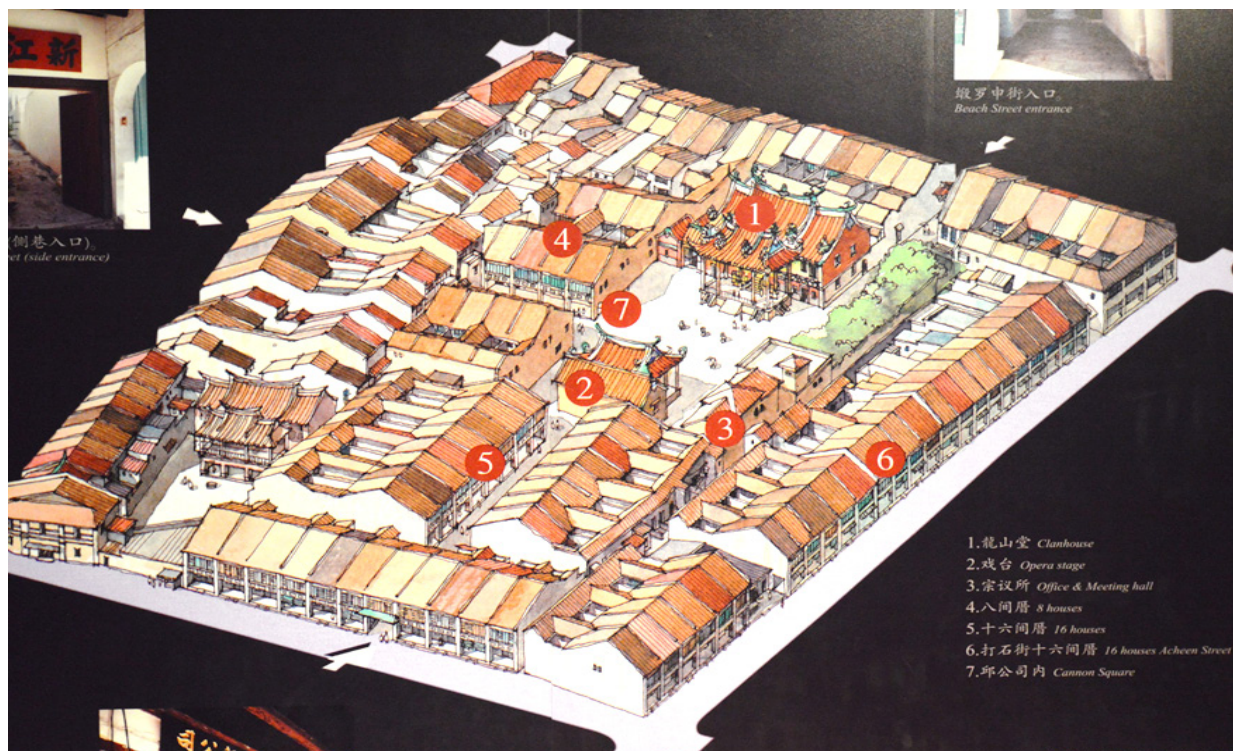 江新
(側巷入口)。
et (side entrance)
缎罗申街入口
Beach Street entrance
1
4
7
2
3
5
6
1.龍山堂 Clanhouse
2.戏台 Opera stage
3.宗议所 Office & Meeting hall
4.八间厝 8 houses
5.十六间厝 16 houses
6.打石街十六间厝 16 houses Acheen Street
7.邱公司内 Cannon Square
司公